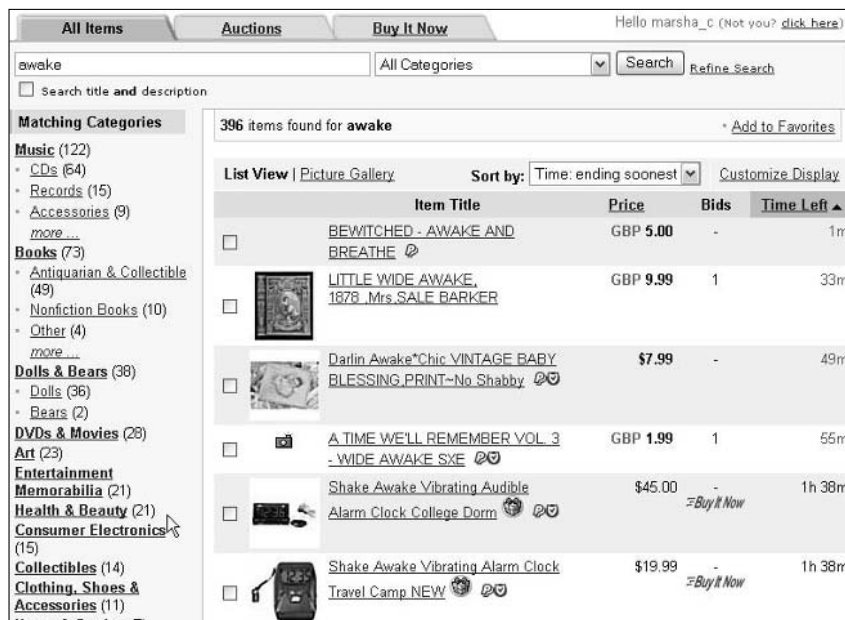 All Items Auctions Buy It Now Hello marsha_c (Not you? click here)
awake All Categories Search Refine Search
Search title and description
Matching Categories
Music (122)
CDs (64)
Records (15)
Accessories (9)
more ...
Books (73)
Antiquarian & Collectible
(49)
Nonfiction Books (10)
Other (4)
more ...
Dolls & Bears (38)
Dolls (36)
Bears (2)
DVDs & Movies (28)
Art (23)
Entertainment
Memorabilia (21)
Health & Beauty (21)
Consumer Electronics
(15)
Collectibles (14)
Clothing, Shoes &
Accessories (11)
396 items found for awake Add to Favorites
List View | Picture Gallery Sort by: Time: ending soonest Customize Display
Item Title Price Bids Time Left
BEWITCHED - AWAKE AND
BREATHE
GBP 5.00 - 1m
LITTLE WIDE AWAKE,
1878 ,Mrs,SALE BARKER
GBP 9.99 1 33m
Darlin Awake*Chic VINTAGE BABY
BLESSING,PRINT~No Shabby
$7.99 - 49m
A TIME WE'LL REMEMBER VOL. 3
- WIDE AWAKE SXE
GBP 1.99 1 55m
Shake Awake Vibrating Audible
Alarm Clock College Dorm
$45.00 - 1h 38m
Buy It Now
Shake Awake Vibrating Alarm Clock
Travel Camp NEW
$19.99 - 1h 38m
Buy It Now